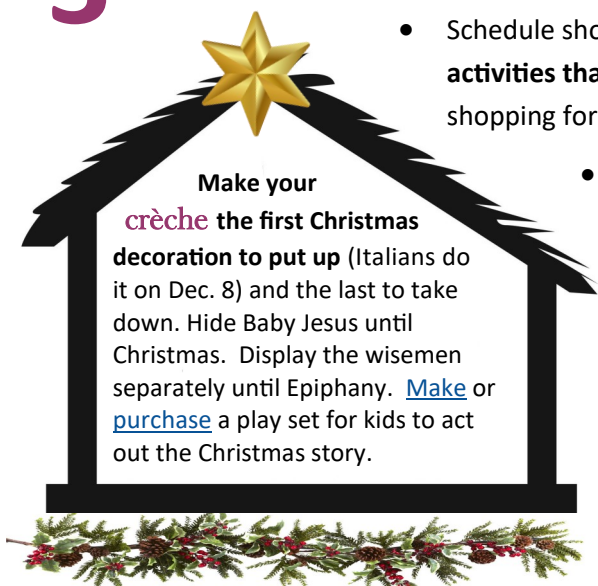 Schedule
activities
shopping for
Make your
crèche the first Christmas
decoration to put up (Italians do
it on Dec. 8) and the last to take
down. Hide Baby Jesus until
Christmas. Display the wisemen
separately until Epiphany. Make or
purchase a play set for kids to act
out the Christmas story.